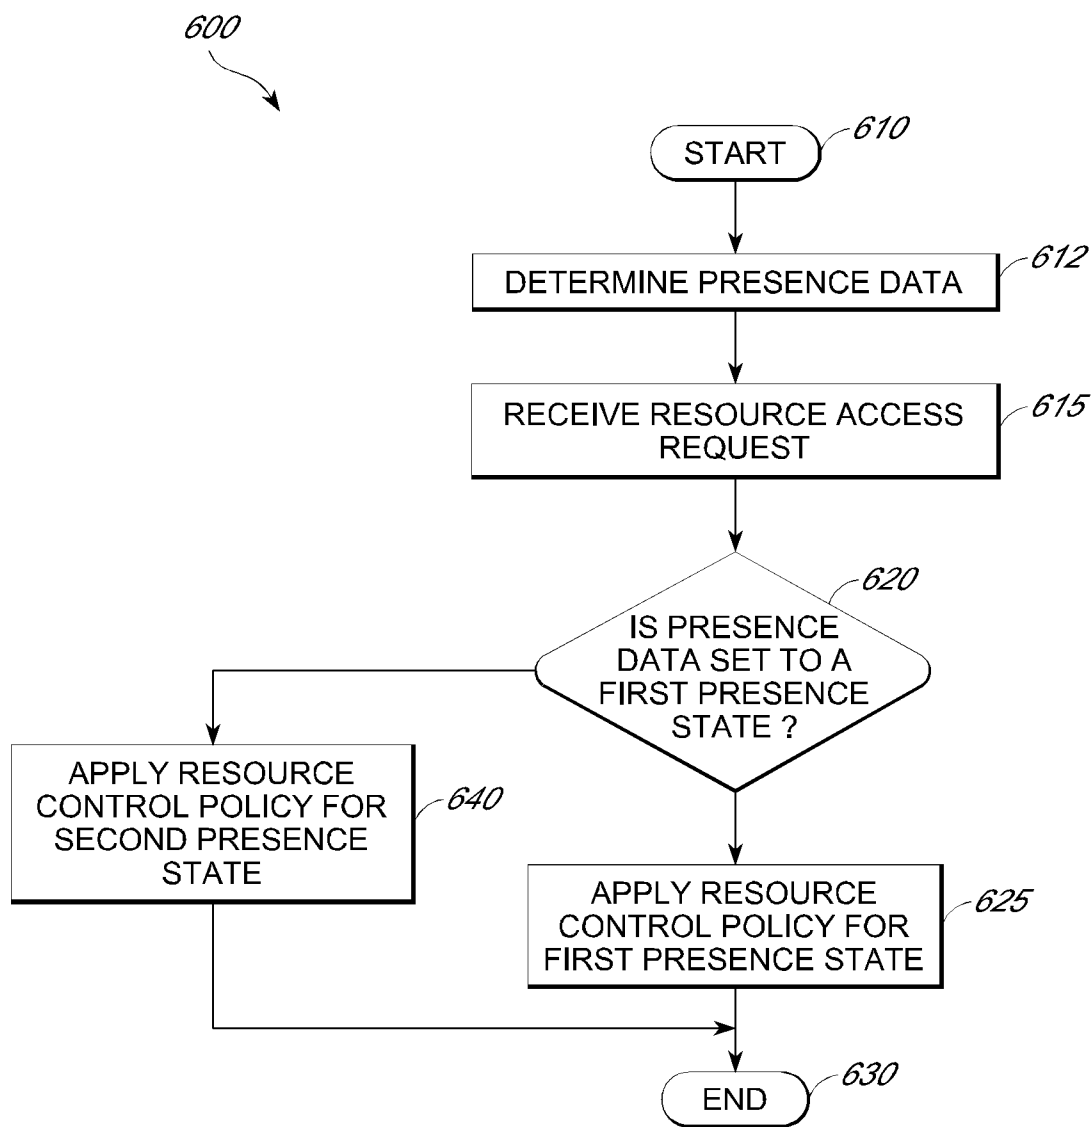 600
START
610
DETERMINE PRESENCE DATA
612
RECEIVE RESOURCE ACCESS
REQUEST
615
620
IS PRESENCE
DATA SET TO A
FIRST PRESENCE
STATE ?
APPLY RESOURCE
CONTROL POLICY FOR
SECOND PRESENCE
STATE
640
APPLY RESOURCE
CONTROL POLICY FOR
FIRST PRESENCE STATE
625
END
630